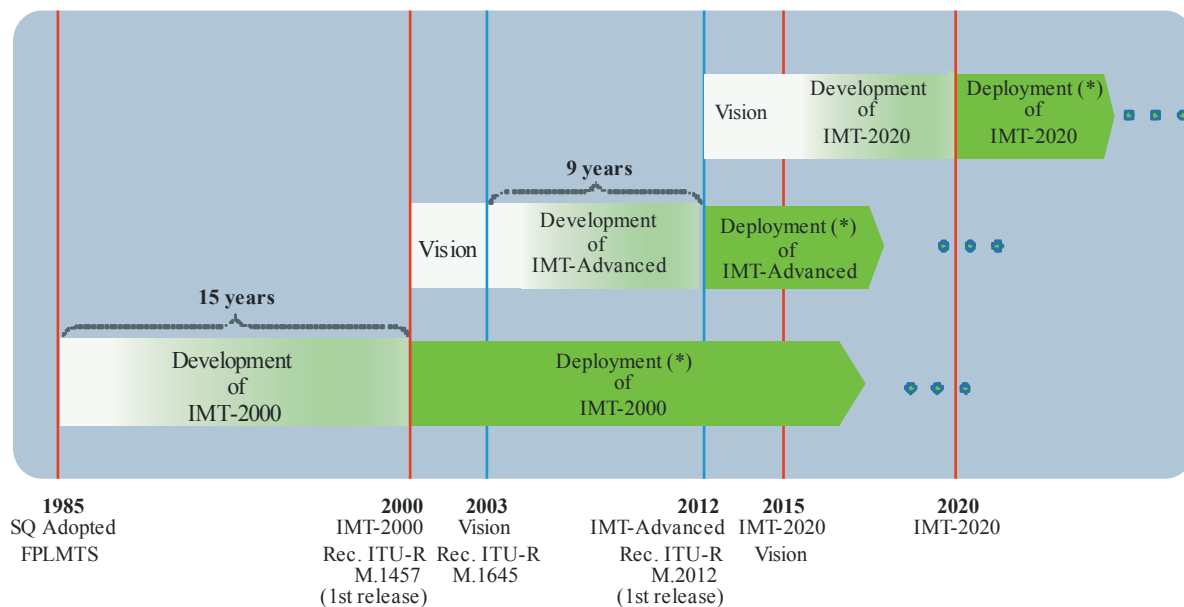 Vision
Development
of
IMT-2020
Deployment (*)
of
IMT-2020
9 years
Vision
Development
of
IMT-Advanced
Deployment (*)
of
IMT-Advanced
15 years
Development
of
IMT-2000
Deployment (*)
of
IMT-2000
1985
SQ Adopted
FPLMTS
2000
IMT-2000
Rec. ITU-R
M.1457
(1st release)
2003
Vision
Rec. ITU-R
M.1645
2012
IMT-Advanced
Rec. ITU-R
M.2012
(1st release)
2015
IMT-2020
Vision
2020
IMT-2020